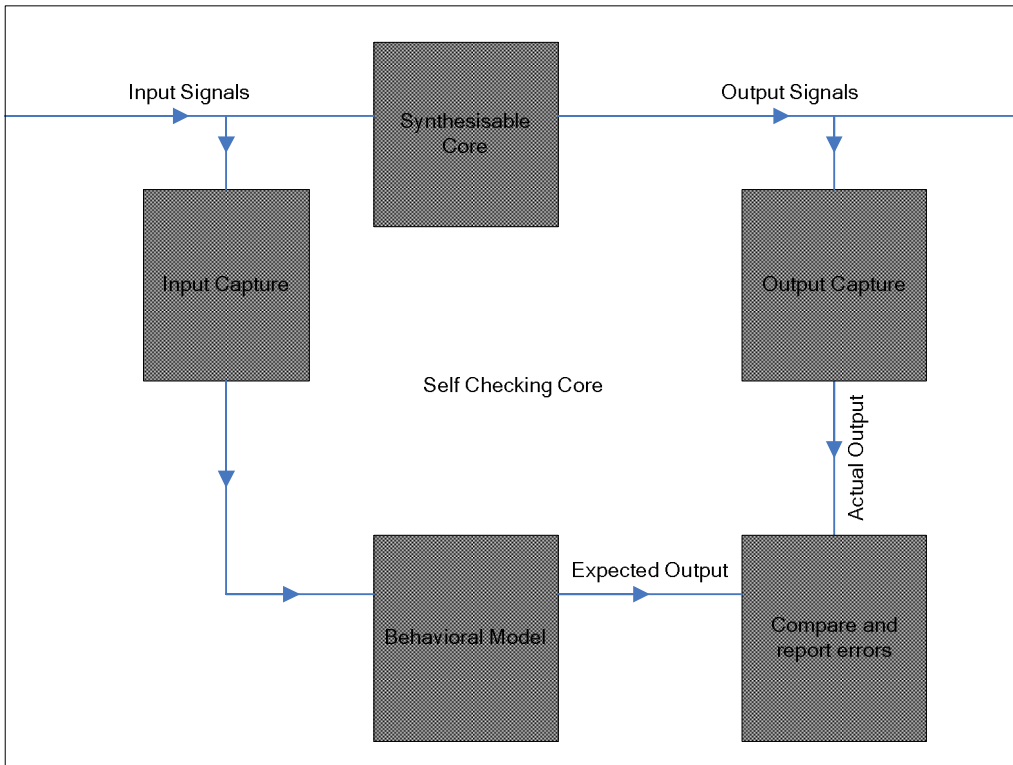 Input Signals
Output Signals
Synthesisable
Core
Input Capture
Output Capture
Self Checking Core
Actual Output
Expected Output
Behavioral Model
Compare and
report errors